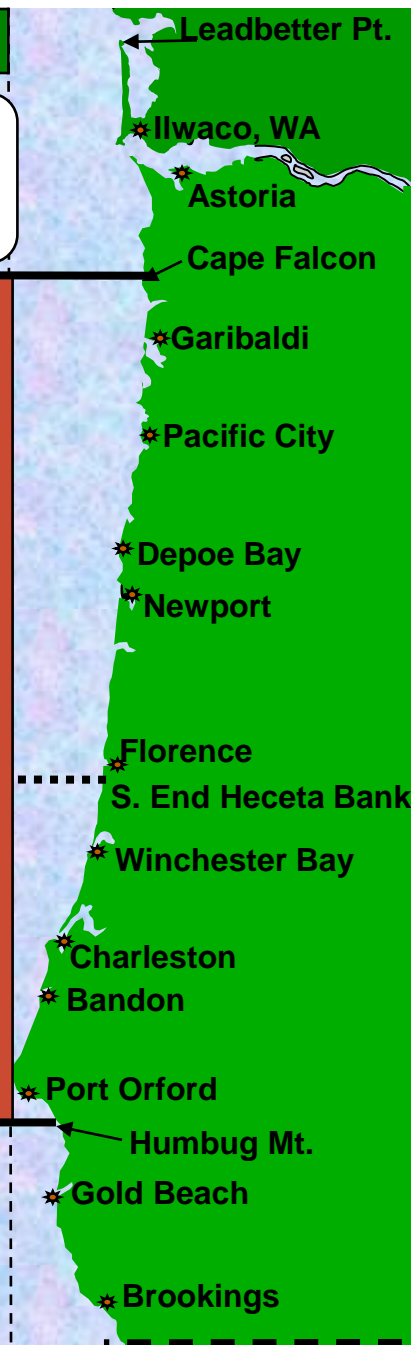 Leadbetter Pt.
Ilwaco, WA
Astoria
Cape Falcon
Garibaldi
Pacific City
Depoe Bay
Newport
Florence
S. End Heceta Bank
Winchester Bay
Charleston
Bandon
Port Orford
Humbug Mt.
Gold Beach
Brookings